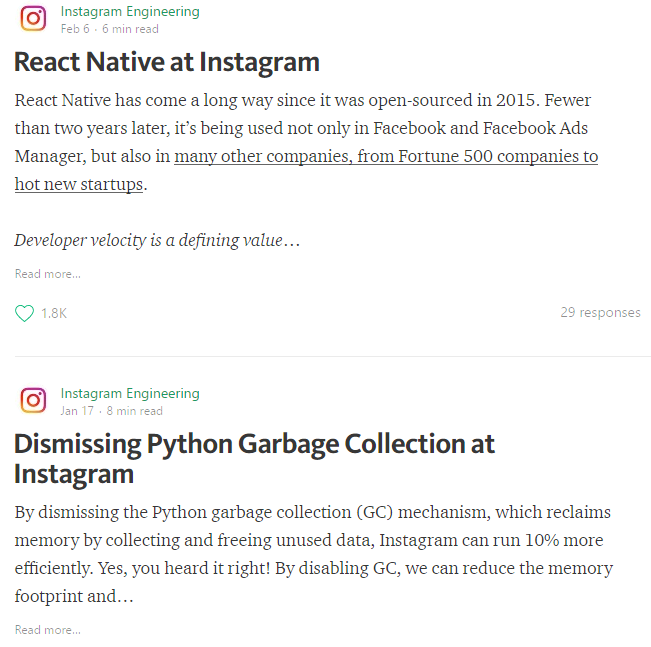 Instagram Engineering
Feb 6 · 6 min read
React Native at Instagram
React Native has come a long way since it was open-sourced in 2015. Fewer
than two years later, it’s being used not only in Facebook and Facebook Ads
Manager, but also in many other companies, from Fortune 500 companies to
hot new startups.
Developer velocity is a defining value…
Read more…
1.8K
29 responses
Instagram Engineering
Jan 17 · 8 min read
Dismissing Python Garbage Collection at
Instagram
By dismissing the Python garbage collection (GC) mechanism, which reclaims
memory by collecting and freeing unused data, Instagram can run 10% more
efficiently. Yes, you heard it right! By disabling GC, we can reduce the memory
footprint and…
Read more…